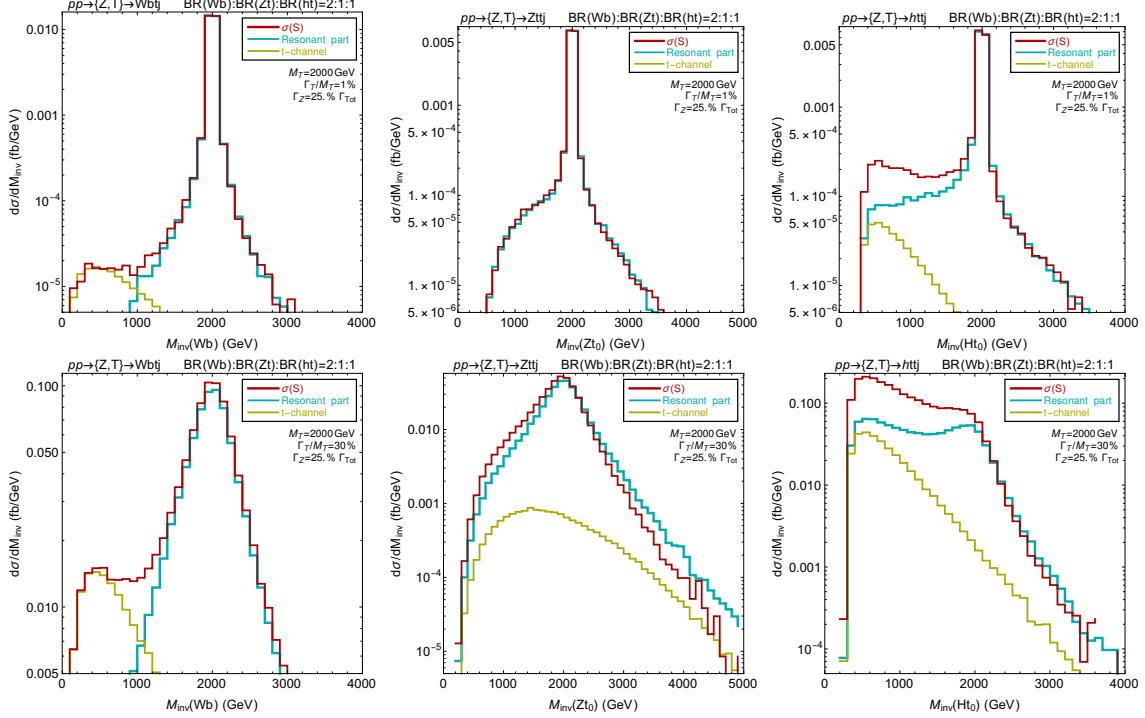 pp→{Z,T}→Wbtj BR(Wb):BR(Zt):BR(ht)=2:1:1
σ(S)
Resonant part
t-channel
M_T=2000 GeV
Γ_T/M_T=1%
Γ_Z=25.% Γ_Tot
dσ/dM_inv (fb/GeV)
0.010
0.001
10^-4
10^-5
0 1000 2000 3000 4000
M_inv(Wb) (GeV)
pp→{Z,T}→Zttj BR(Wb):BR(Zt):BR(ht)=2:1:1
σ(S)
Resonant part
t-channel
M_T=2000 GeV
Γ_T/M_T=1%
Γ_Z=25.% Γ_Tot
dσ/dM_inv (fb/GeV)
0.005
0.001
5.×10^-4
1.×10^-4
5.×10^-5
1.×10^-5
5.×10^-6
0 1000 2000 3000 4000 5000
M_inv(Zt_0) (GeV)
pp→{Z,T}→httj BR(Wb):BR(Zt):BR(ht)=2:1:1
σ(S)
Resonant part
t-channel
M_T=2000 GeV
Γ_T/M_T=1%
Γ_Z=25.% Γ_Tot
dσ/dM_inv (fb/GeV)
0.005
0.001
5.×10^-4
1.×10^-4
5.×10^-5
1.×10^-5
5.×10^-6
0 1000 2000 3000 4000
M_inv(Ht_0) (GeV)
pp→{Z,T}→Wbtj BR(Wb):BR(Zt):BR(ht)=2:1:1
σ(S)
Resonant part
t-channel
M_T=2000 GeV
Γ_T/M_T=30%
Γ_Z=25.% Γ_Tot
dσ/dM_inv (fb/GeV)
0.100
0.050
0.010
0.005
0 1000 2000 3000 4000
M_inv(Wb) (GeV)
pp→{Z,T}→Zttj BR(Wb):BR(Zt):BR(ht)=2:1:1
σ(S)
Resonant part
t-channel
M_T=2000 GeV
Γ_T/M_T=30%
Γ_Z=25.% Γ_Tot
dσ/dM_inv (fb/GeV)
0.010
0.001
10^-4
10^-5
0 1000 2000 3000 4000 5000
M_inv(Zt_0) (GeV)
pp→{Z,T}→httj BR(Wb):BR(Zt):BR(ht)=2:1:1
σ(S)
Resonant part
t-channel
M_T=2000 GeV
Γ_T/M_T=30%
Γ_Z=25.% Γ_Tot
dσ/dM_inv (fb/GeV)
0.100
0.010
0.001
10^-4
0 1000 2000 3000 4000
M_inv(Ht_0) (GeV)